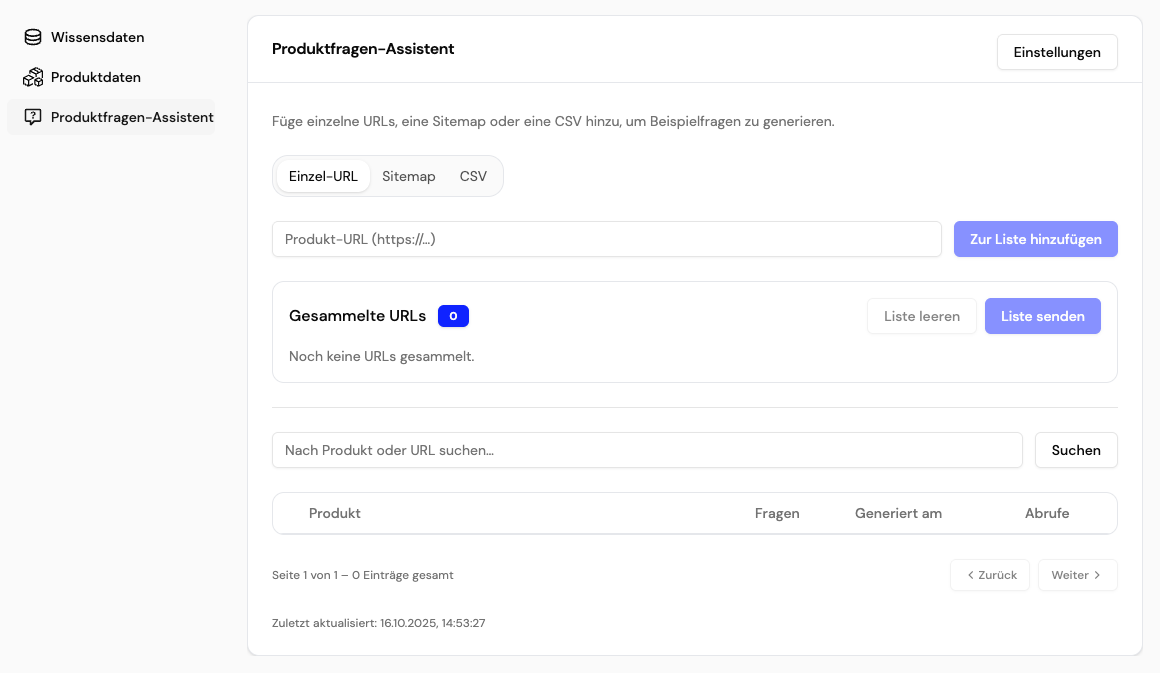 Wissensdaten
Produktdaten
Produktfragen-Assistent
Produktfragen-Assistent
Einstellungen
Füge einzelne URLs, eine Sitemap oder eine CSV hinzu, um Beispielfragen zu generieren.
Einzel-URL Sitemap CSV
Produkt-URL (https://…) Zur Liste hinzufügen
Gesammelte URLs 0 Liste leeren Liste senden
Noch keine URLs gesammelt.
Nach Produkt oder URL suchen… Suchen
Produkt Fragen Generiert am Abrufe
Seite 1 von 1 – 0 Einträge gesamt Zurück Weiter
Zuletzt aktualisiert: 16.10.2025, 14:53:27